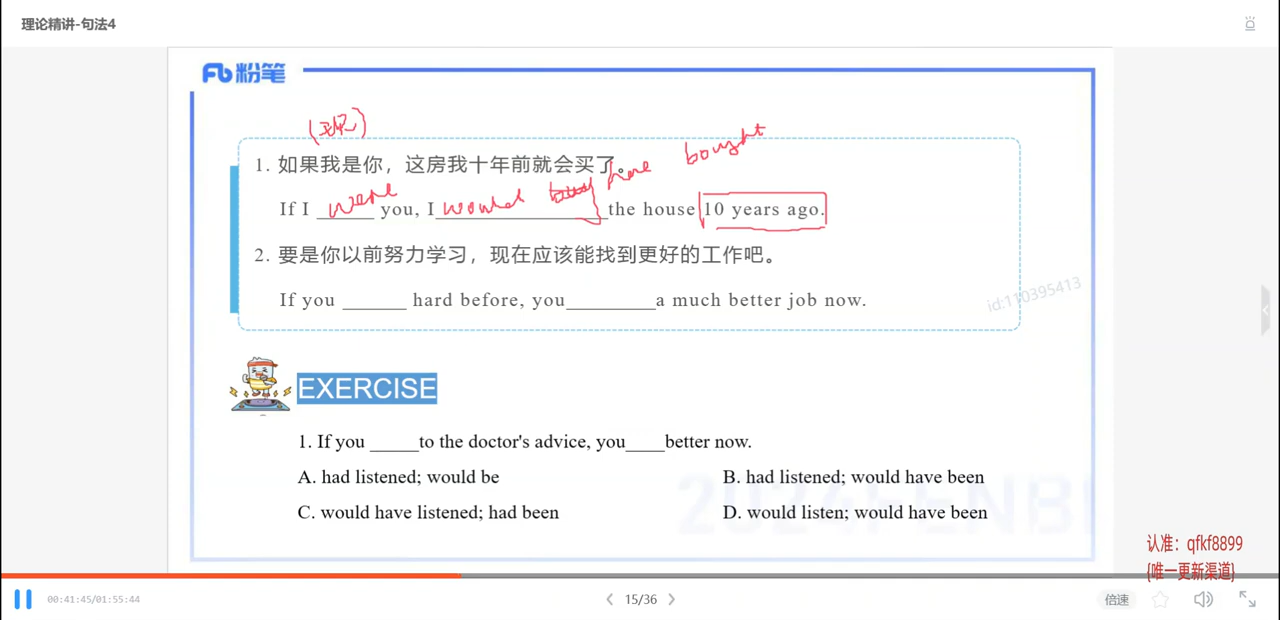 理论精讲-句法4
粉笔
(现)
1. 如果我是你，这房我十年前就会买了。
have bought
were would buy
If I ______ you, I________________the house 10 years ago.
2. 要是你以前努力学习，现在应该能找到更好的工作吧。
If you ______ hard before, you_________a much better job now.
id:110395413
EXERCISE
1. If you _____to the doctor's advice, you____better now.
A. had listened; would be
B. had listened; would have been
C. would have listened; had been
D. would listen; would have been
2024FENBI
认准：qfkf8899
{唯一更新渠道}
00:41:45/01:55:44
15/36
倍速